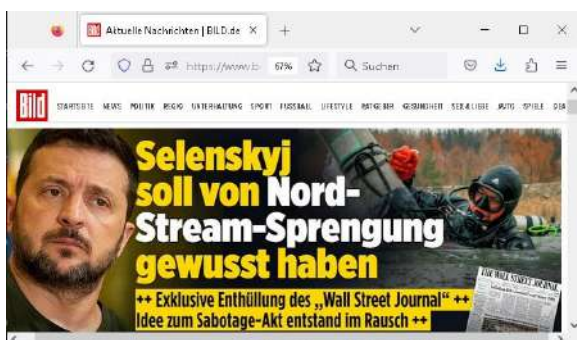 Aktuelle Nachrichten | BILD.de
https://www.b
67%
Suchen
Bild
STARTSEITE NEWS POLITIK REGIO UNTERHALTUNG SPORT FUSSBALL LIFESTYLE RATGEBER GESUNDHEIT SEX & LIEBE AUTO SPIELE
Selenskyj
soll von Nord-
Stream-Sprengung
gewusst haben
++ Exklusive Enthüllung des „Wall Street Journal“ ++
Idee zum Sabotage-Akt entstand im Rausch ++
THE WALL STREET JOURNAL